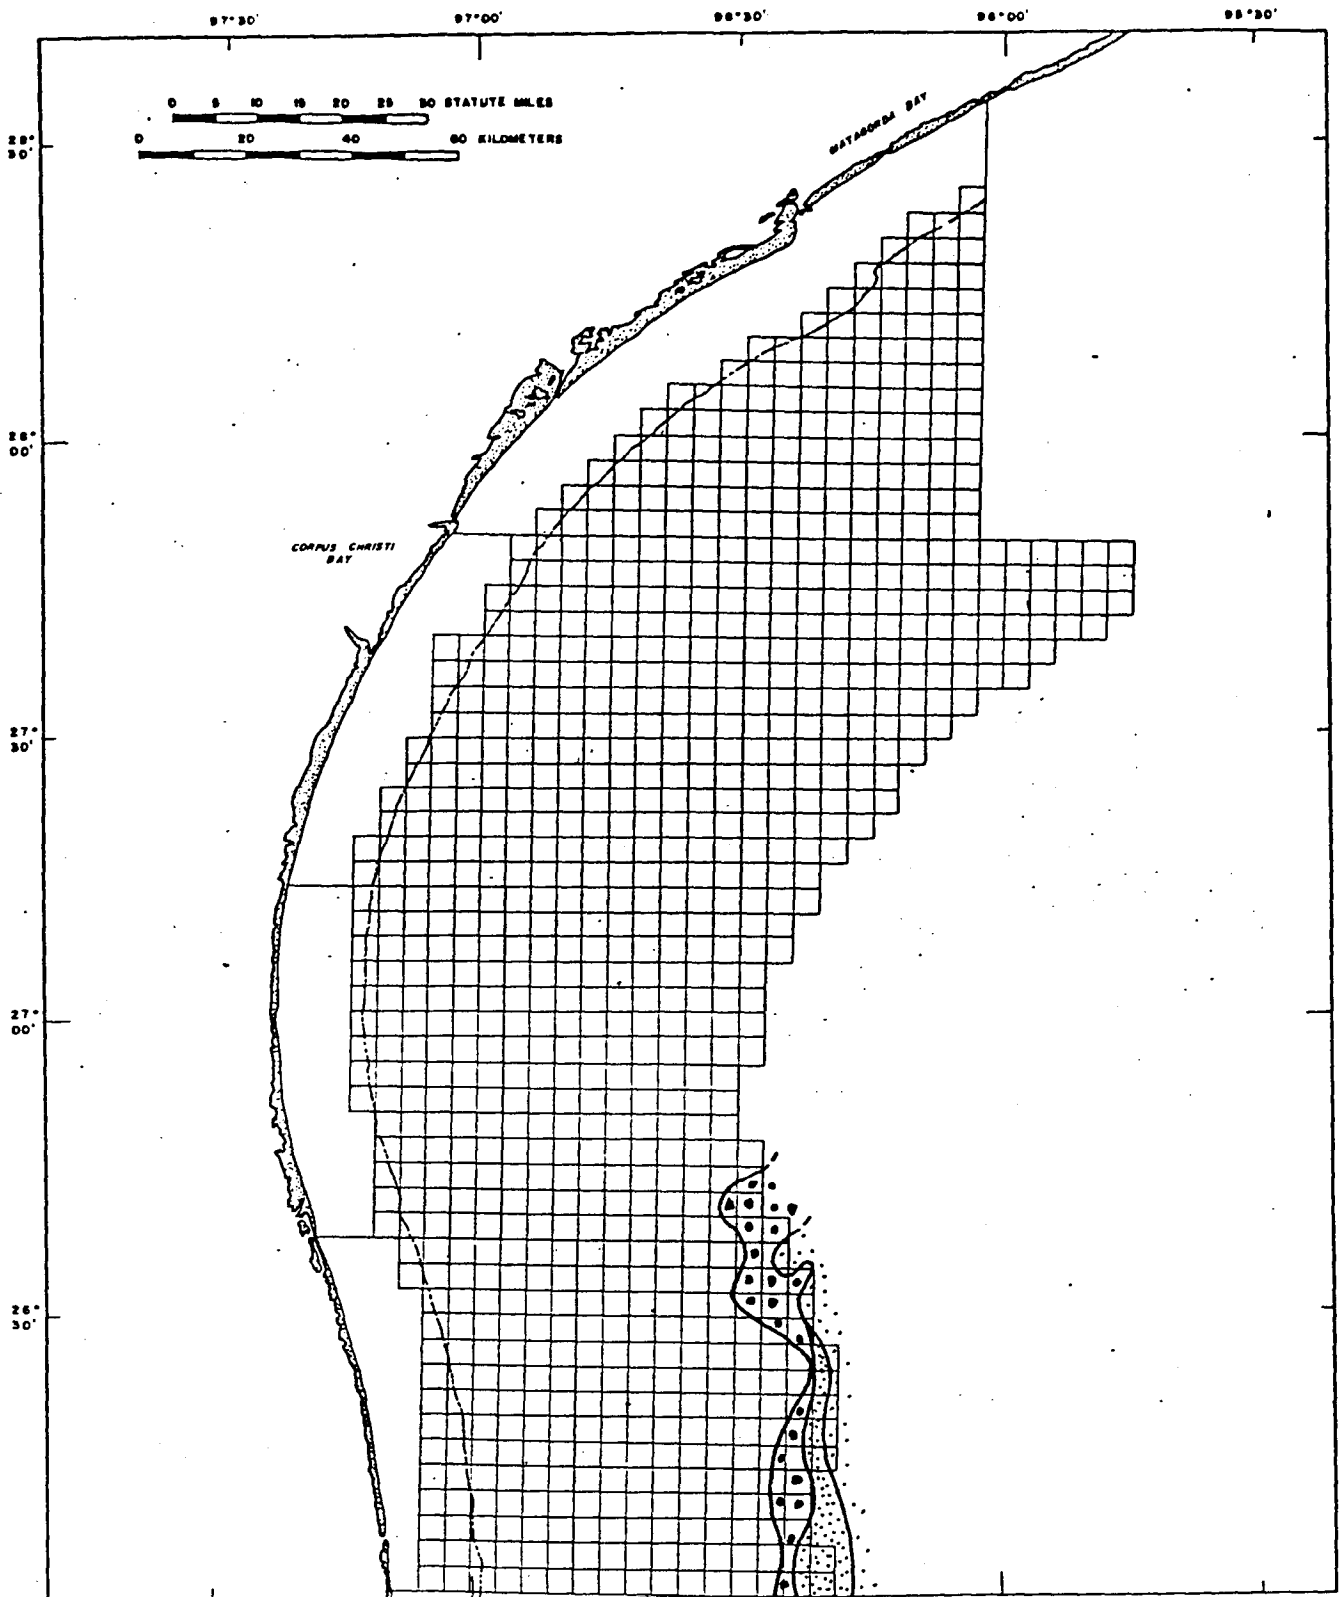 97°30' 97°00' 96°30' 96°00' 95°30'
0 5 10 15 20 25 30 STATUTE MILES
0 20 40 60 KILOMETERS
MATAGORDA BAY
28°
30'
28°
00'
CORPUS CHRISTI
BAY
27°
30'
27°
00'
26°
30'